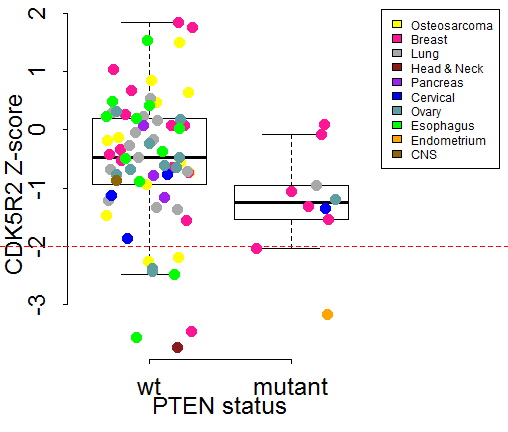 CDK5R2 Z-score
2
1
0
-1
-2
-3
wt
mutant
PTEN status
Osteosarcoma
Breast
Lung
Head & Neck
Pancreas
Cervical
Ovary
Esophagus
Endometrium
CNS